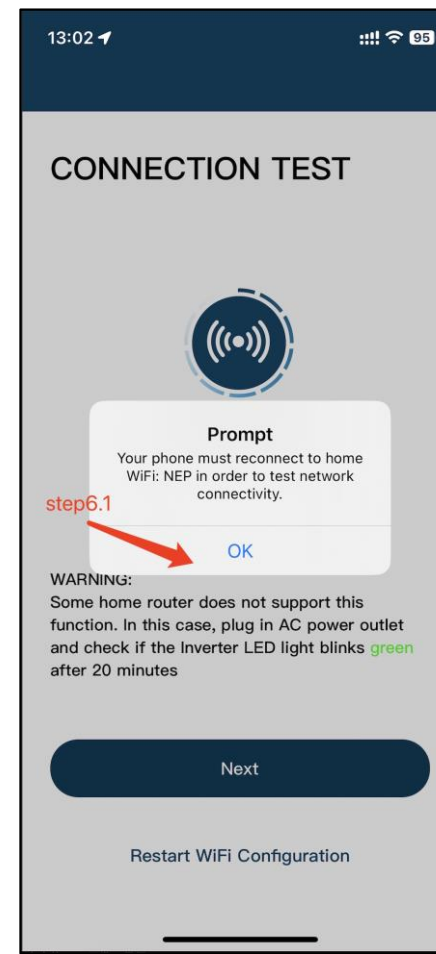 13:02
95
CONNECTION TEST
Prompt
Your phone must reconnect to home
WiFi: NEP in order to test network
connectivity.
step6.1
OK
WARNING:
Some home router does not support this
function. In this case, plug in AC power outlet
and check if the Inverter LED light blinks green
after 20 minutes
Next
Restart WiFi Configuration